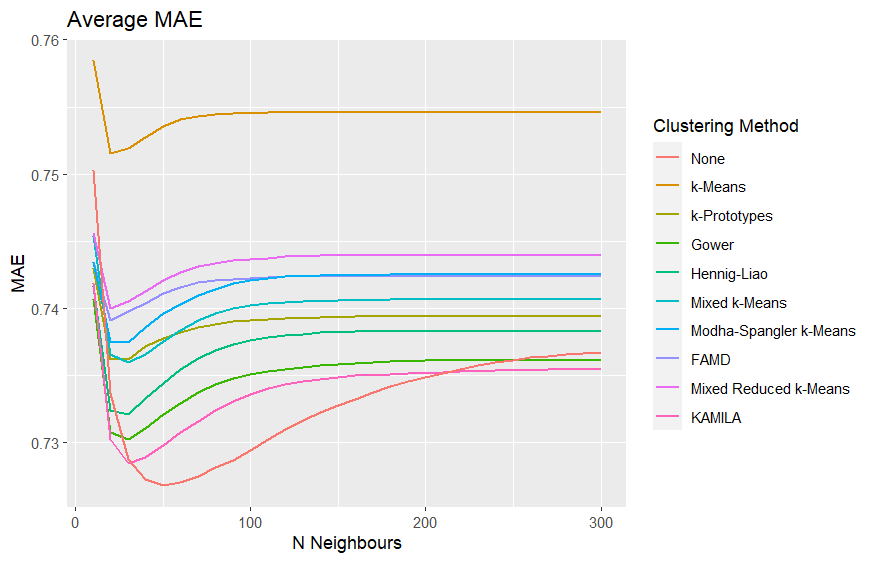 Average MAE
0.76
0.75
0.74
0.73
MAE
0
100
200
300
N Neighbours
Clustering Method
None
k-Means
k-Prototypes
Gower
Hennig-Liao
Mixed k-Means
Modha-Spangler k-Means
FAMD
Mixed Reduced k-Means
KAMILA